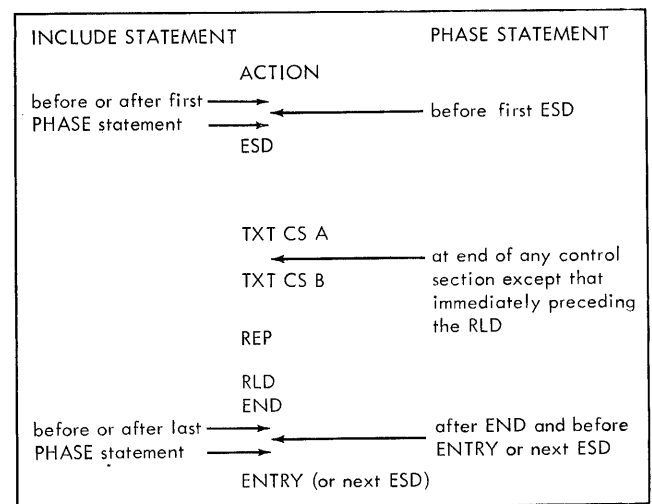 INCLUDE STATEMENT
PHASE STATEMENT
ACTION
before or after first
PHASE statement
before first ESD
ESD
TXT CS A
at end of any control
section except that
immediately preceding
the RLD
TXT CS B
REP
RLD
END
before or after last
PHASE statement
after END and before
ENTRY or next ESD
ENTRY (or next ESD)